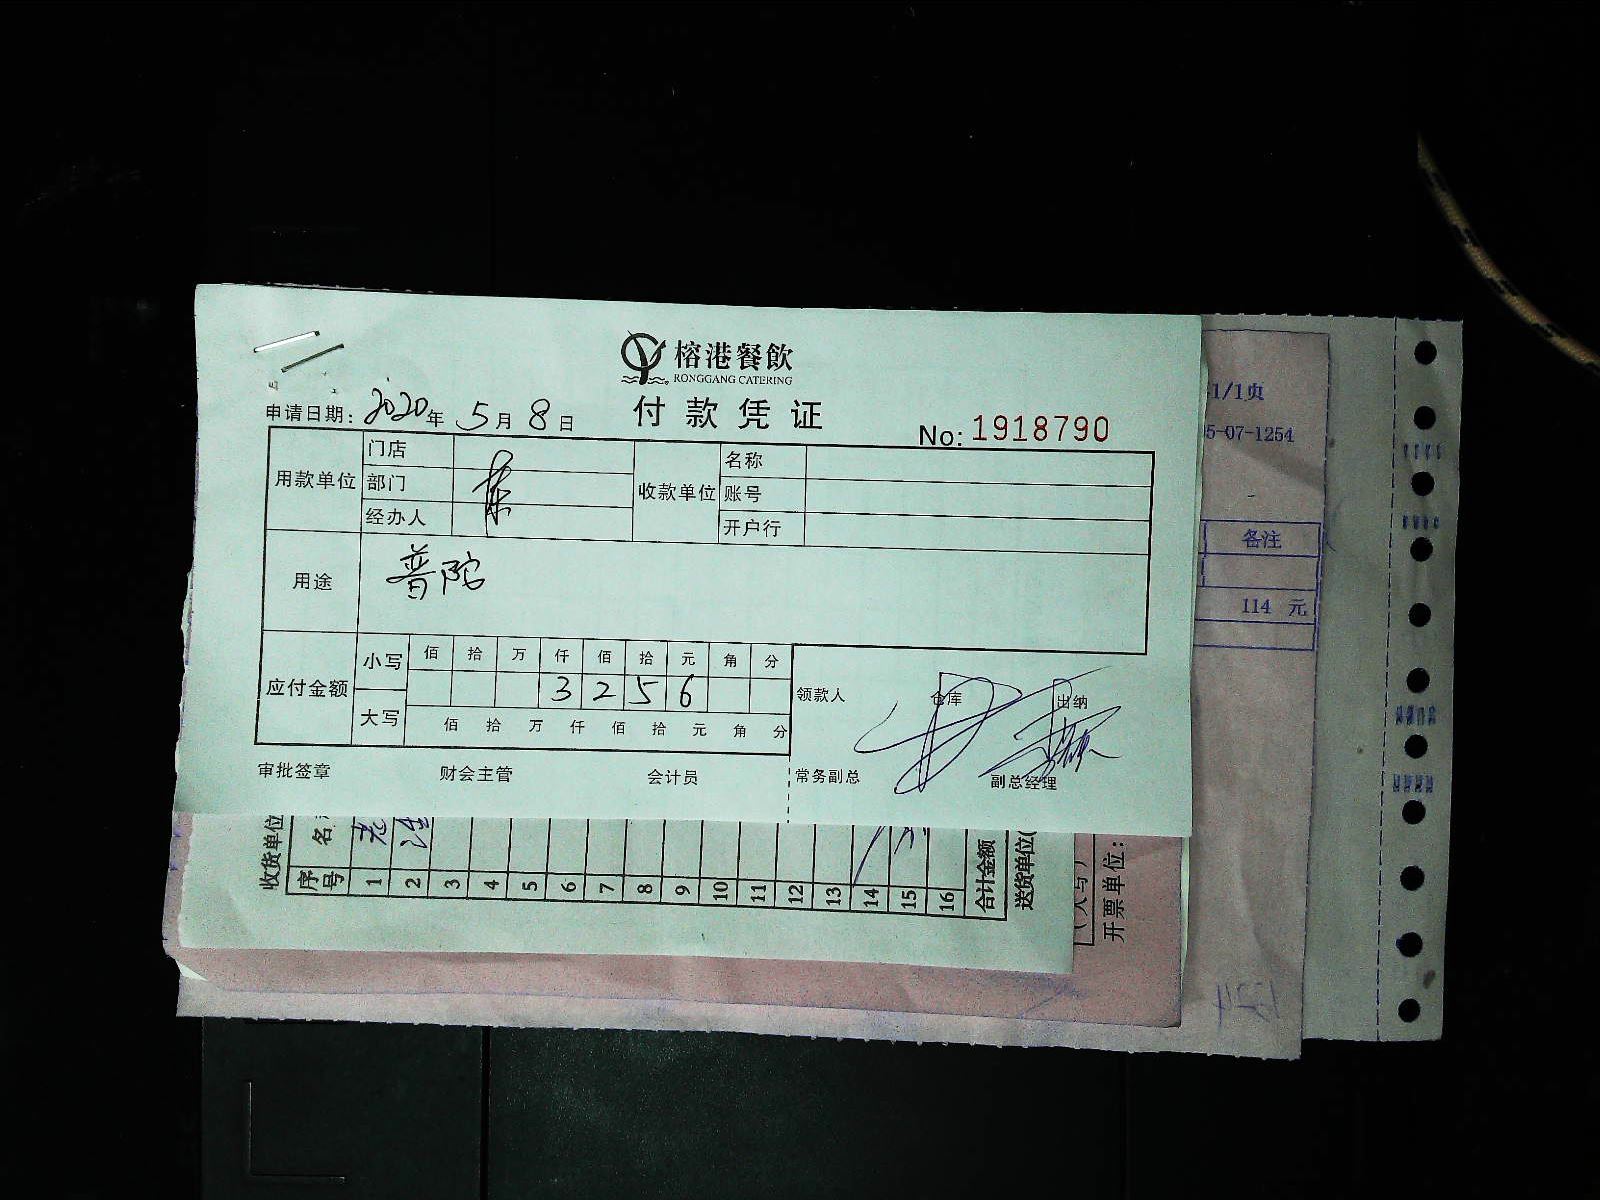 榕港餐飲
RONGGANG CATERING
付款凭证
申请日期: 2020年 5月 8日
No: 1918790
用款单位 门店 收款单位 名称
部门 账号
经办人 开户行
用途 普陀
应付金额 小写 佰 拾 万 仟 佰 拾 元 角 分
3 2 5 6
大写 佰 拾 万 仟 佰 拾 元 角 分
领款人 仓库 出纳
审批签章 财会主管 会计员 常务副总 副总经理
1/1页
5-07-1254
备注
114 元
收货单位
序号 1 2 3 4 5 6 7 8 9 10 11 12 13 14 15 16 合计金额
名
送货单位(
开票单位: